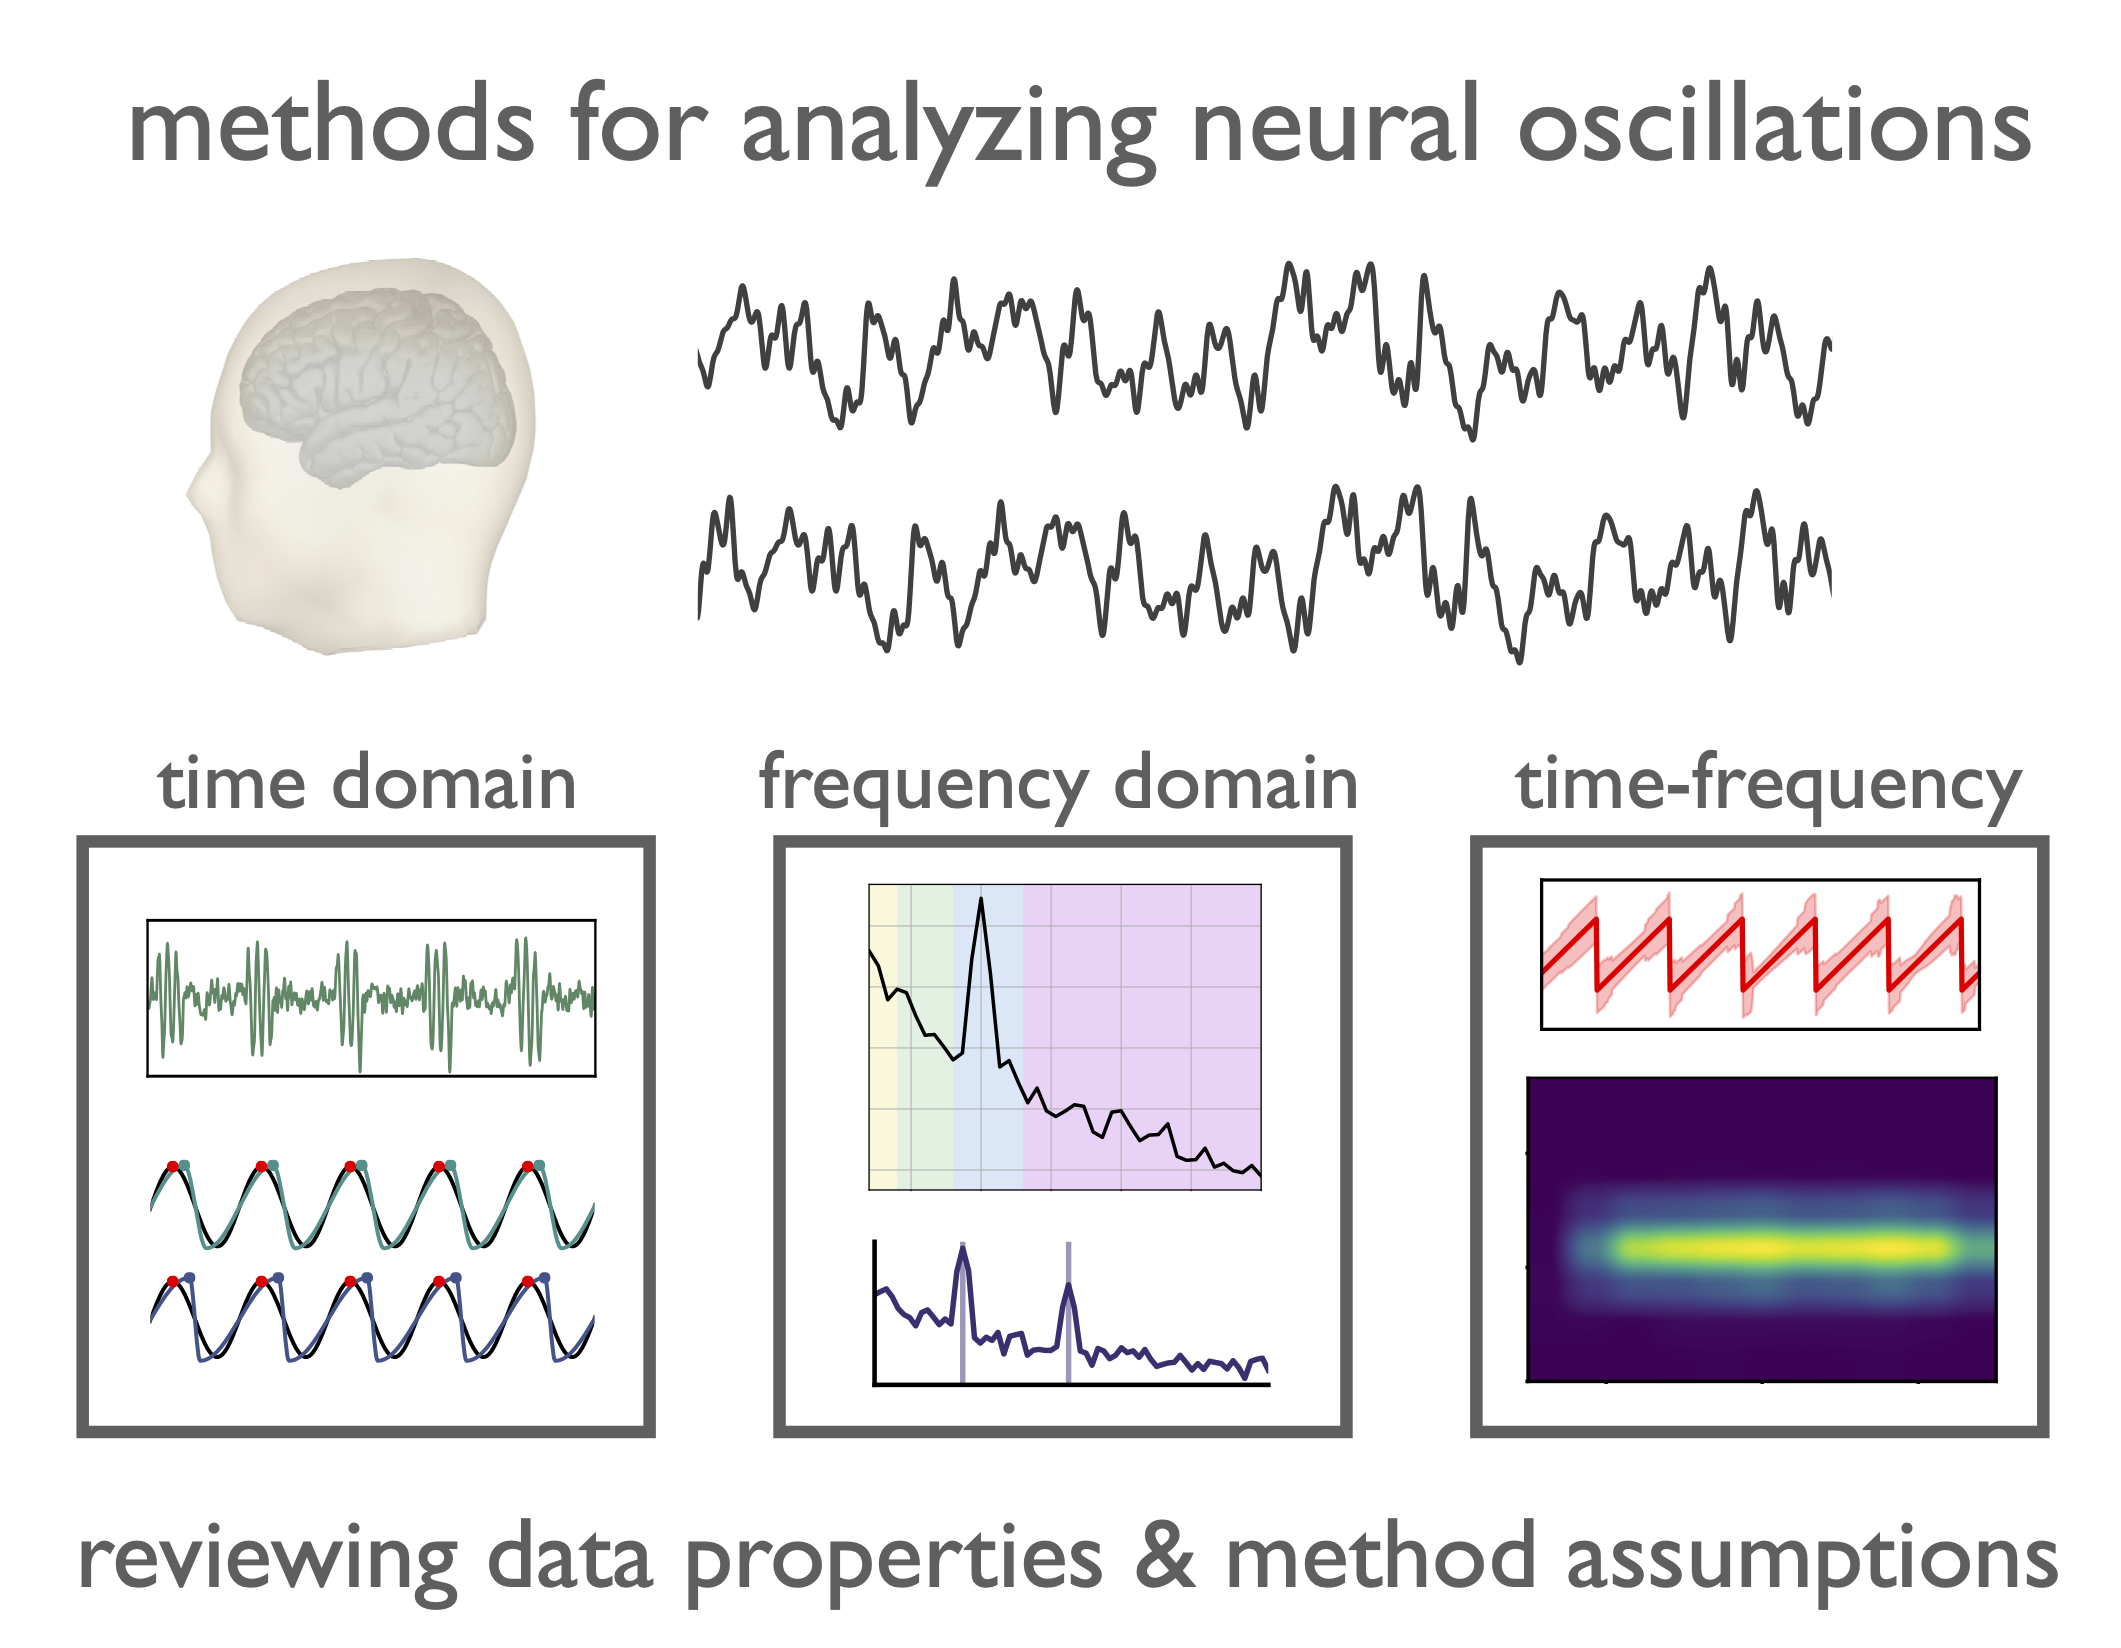 methods for analyzing neural oscillations
time domain
frequency domain
time-frequency
reviewing data properties & method assumptions